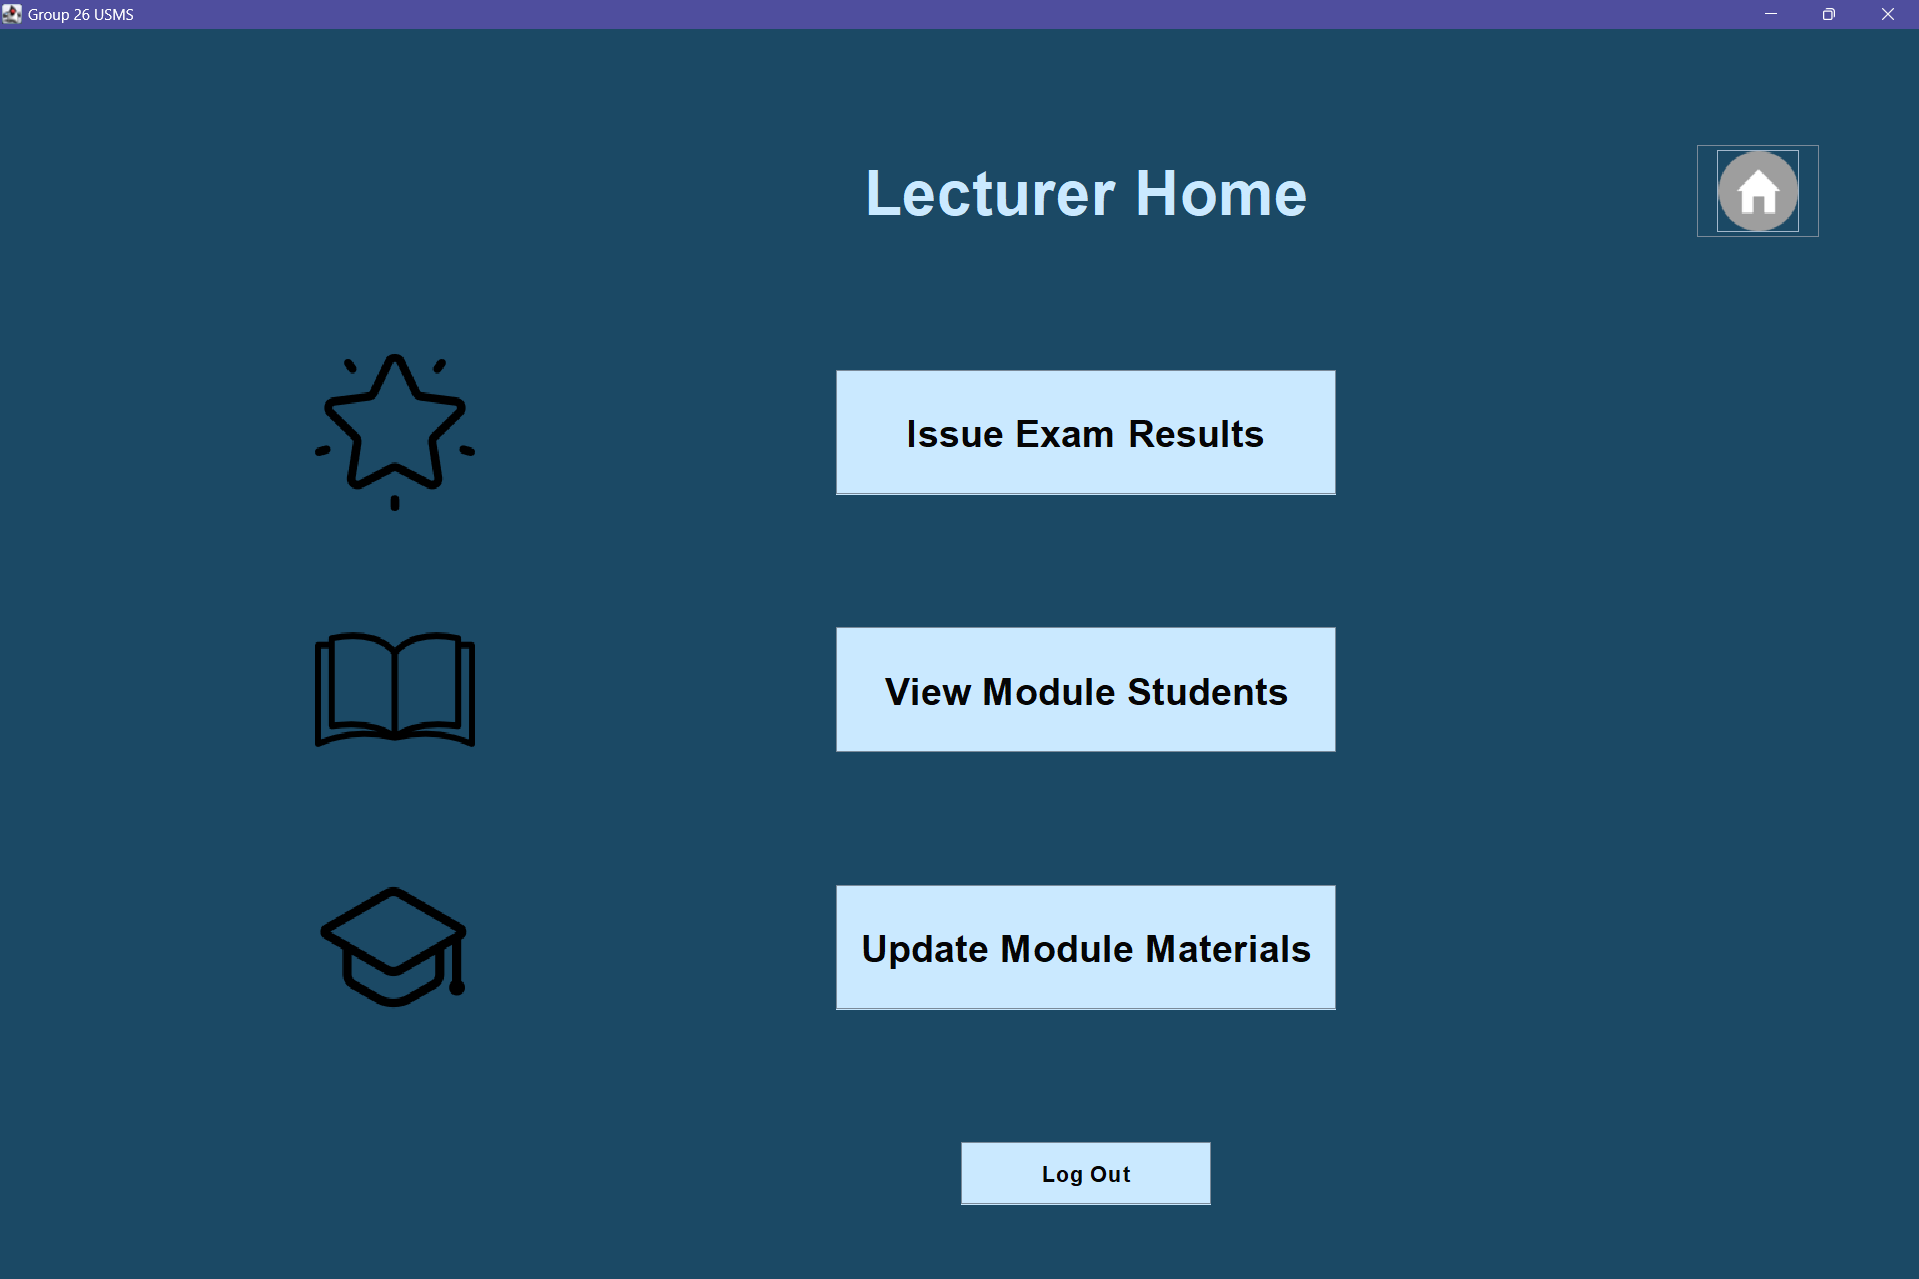 Group 26 USMS
Lecturer Home
Issue Exam Results
View Module Students
Update Module Materials
Log Out